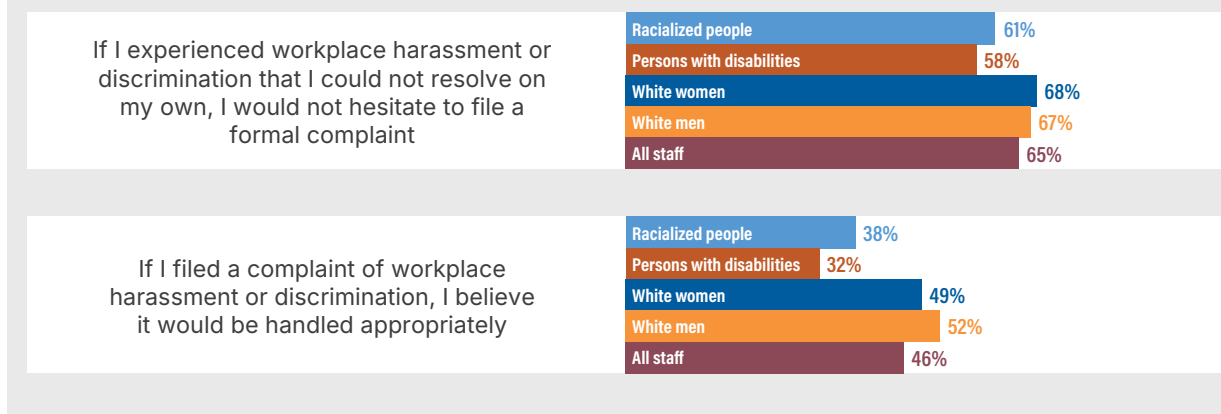 If I experienced workplace harassment or
discrimination that I could not resolve on
my own, I would not hesitate to file a
formal complaint
Racialized people 61%
Persons with disabilities 58%
White women 68%
White men 67%
All staff 65%
If I filed a complaint of workplace
harassment or discrimination, I believe
it would be handled appropriately
Racialized people 38%
Persons with disabilities 32%
White women 49%
White men 52%
All staff 46%